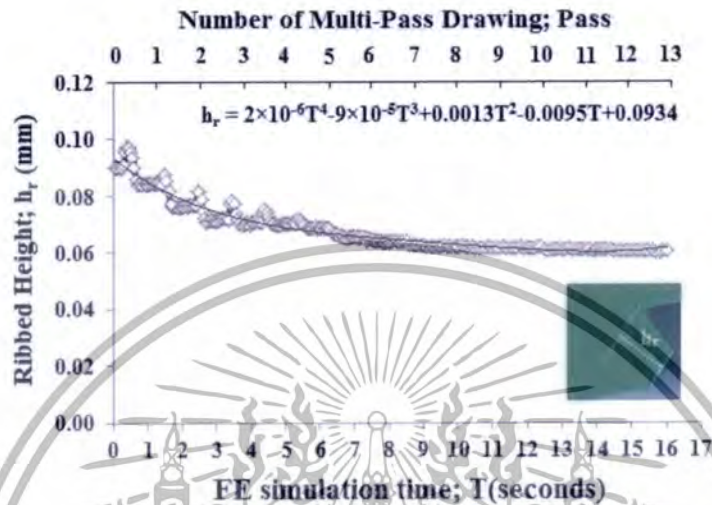 Number of Multi-Pass Drawing; Pass
0 1 2 3 4 5 6 7 8 9 10 11 12 13
hᵣ = 2×10⁻⁶T⁴-9×10⁻⁵T³+0.0013T²-0.0095T+0.0934
Ribbed Height; hᵣ (mm)
0.12
0.10
0.08
0.06
0.04
0.02
0.00
hr
0 1 2 3 4 5 6 7 8 9 10 11 12 13 14 15 16 17
FE simulation time; T(seconds)